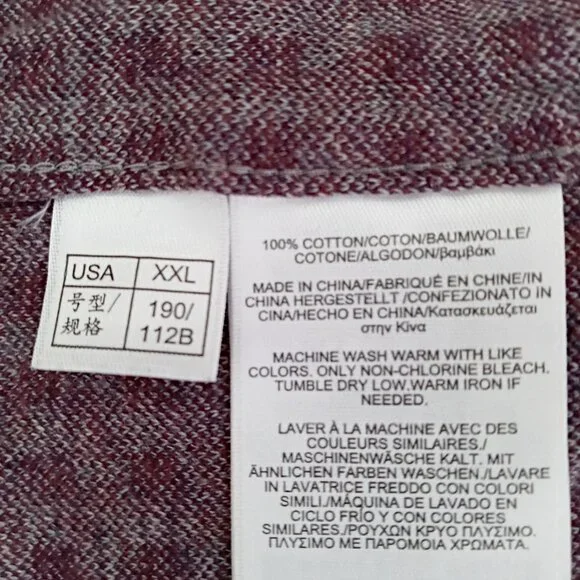 USA XXL
号型/ 190/
规格 112B
100% COTTON/COTON/BAUMWOLLE/
COTONE/ALGODON/βαμβάκι
MADE IN CHINA/FABRIQUÉ EN CHINE/IN
CHINA HERGESTELLT /CONFEZIONATO IN
CINA/HECHO EN CHINA/Κατασκευάζεται
στην Κίνα
MACHINE WASH WARM WITH LIKE
COLORS. ONLY NON-CHLORINE BLEACH.
TUMBLE DRY LOW.WARM IRON IF
NEEDED.
LAVER À LA MACHINE AVEC DES
COULEURS SIMILAIRES./
MASCHINENWÄSCHE KALT. MIT
ÄHNLICHEN FARBEN WASCHEN./LAVARE
IN LAVATRICE FREDDO CON COLORI
SIMILI./MÁQUINA DE LAVADO EN
CICLO FRÍO Y CON COLORES
SIMILARES./ΡΟΥΧΩΝ ΚΡΥΟ ΠΛΥΣΙΜΟ.
ΠΛΥΣΙΜΟ ΜΕ ΠΑΡΟΜΟΙΑ ΧΡΩΜΑΤΑ.